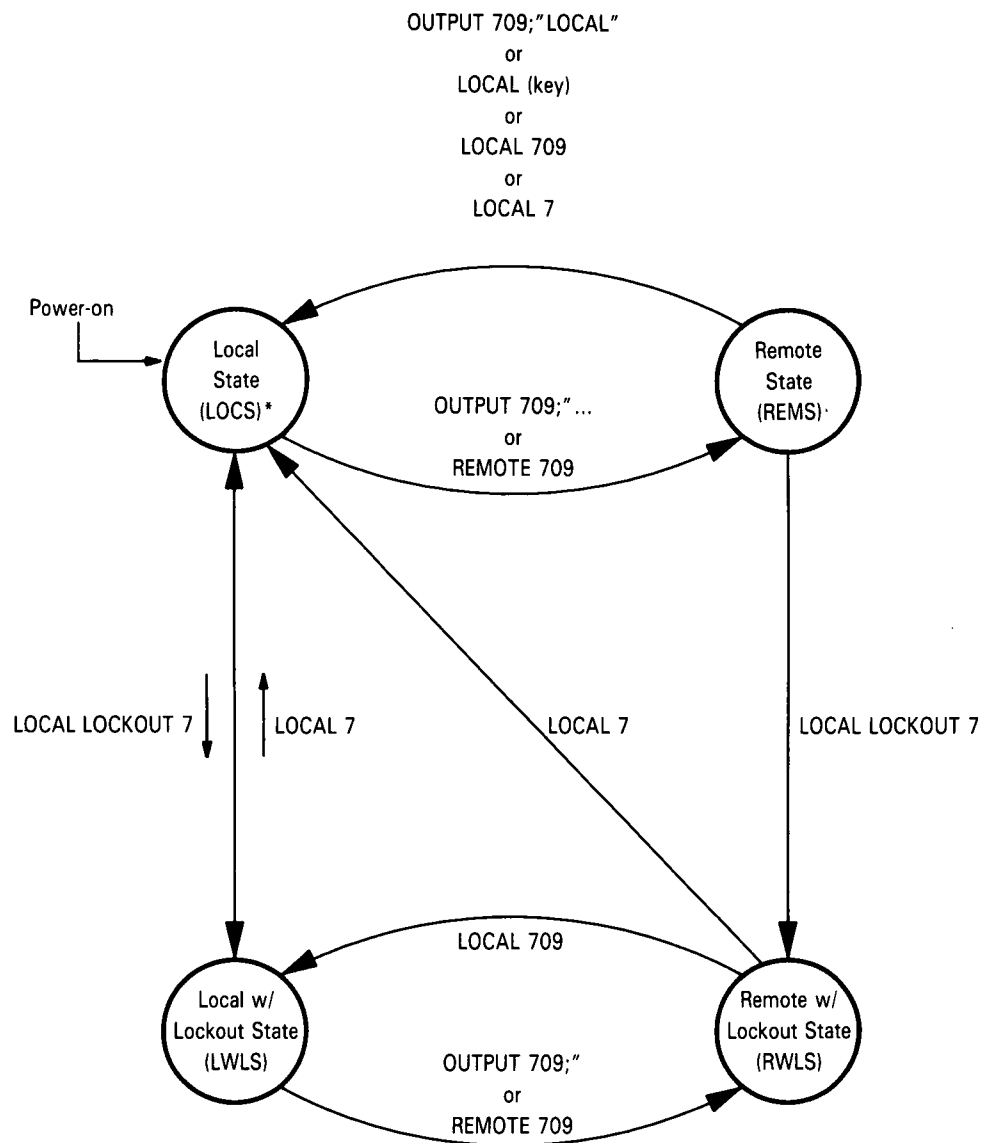 OUTPUT 709;"LOCAL"
or
LOCAL (key)
or
LOCAL 709
or
LOCAL 7
Power-on
Local
State
(LOCS)*
Remote
State
(REMS)
OUTPUT 709;"...
or
REMOTE 709
LOCAL LOCKOUT 7
LOCAL 7
LOCAL 7
LOCAL LOCKOUT 7
LOCAL 709
Local w/
Lockout State
(LWLS)
Remote w/
Lockout State
(RWLS)
OUTPUT 709;"
or
REMOTE 709